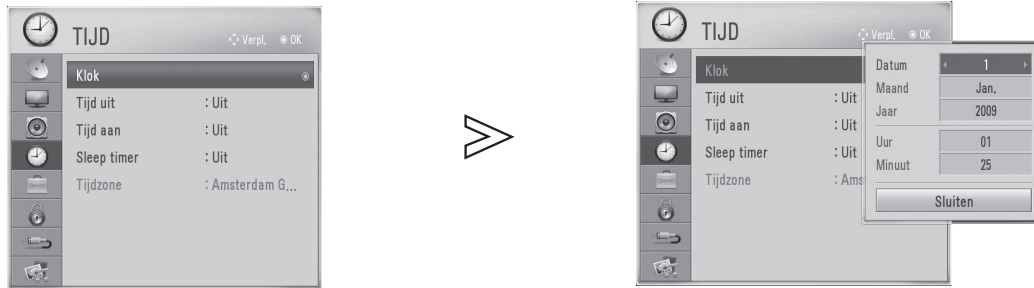 TIJD
Verpl. OK
Klok
Tijd uit : Uit
Tijd aan : Uit
Sleep timer : Uit
Tijdzone : Amsterdam G...
TIJD
Verpl. OK
Klok
Tijd uit : Uit
Tijd aan : Uit
Sleep timer : Uit
Tijdzone : Ams
Datum 1
Maand Jan.
Jaar 2009
Uur 01
Minuut 25
Sluiten